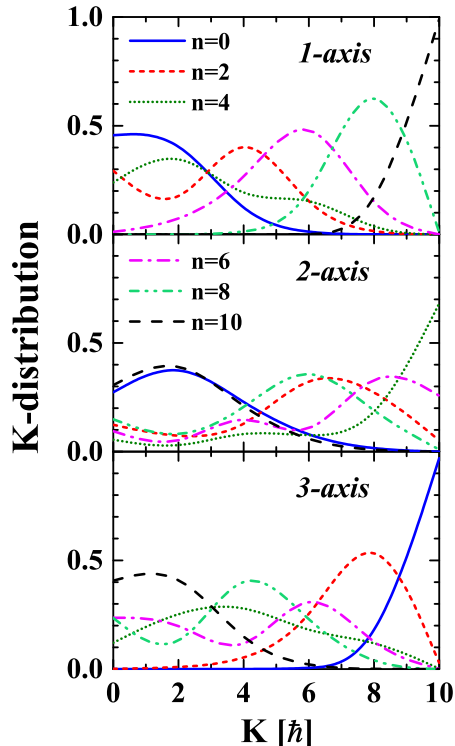 1.0
n=0
1-axis
n=2
n=4
0.5
0.0
n=6
2-axis
n=8
n=10
0.5
0.0
3-axis
0.5
0.0
0 2 4 6 8 10
K [ℏ]
K-distribution